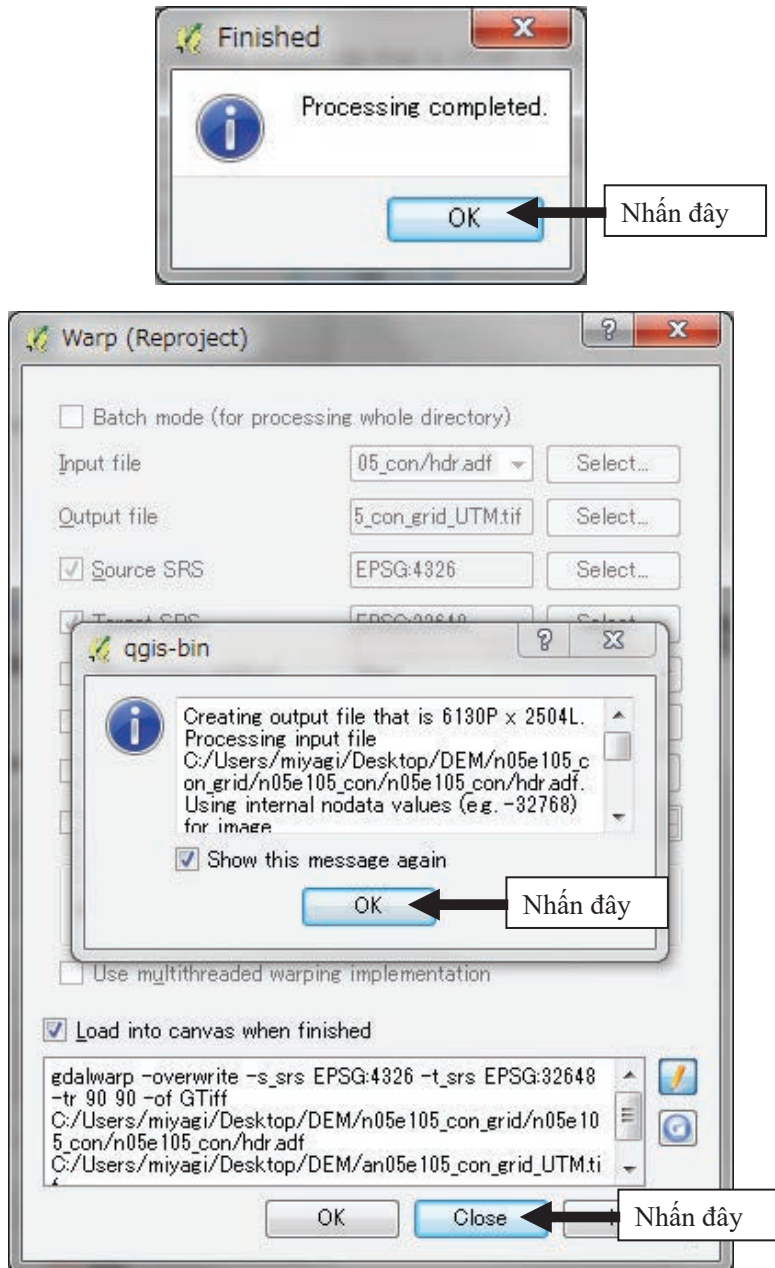 Finished
Processing completed.
OK
Nhấn đây
Warp (Reproject)
Batch mode (for processing whole directory)
Input file 05_con/hdr.adf Select...
Output file 5_con_grid_UTM.tif Select...
Source SRS EPSG:4326 Select...
Target SRS EPSG:32648 Select
qgis-bin
Creating output file that is 6130P x 2504L.
Processing input file
C:/Users/miyagi/Desktop/DEM/n05e105_c
on_grid/n05e105_con/n05e105_con/hdr.adf.
Using internal nodata values (e.g. -32768)
for image
Show this message again
OK
Nhấn đây
Use multithreaded warping implementation
Load into canvas when finished
gdalwarp -overwrite -s_srs EPSG:4326 -t_srs EPSG:32648
-tr 90 90 -of GTiff
C:/Users/miyagi/Desktop/DEM/n05e105_con_grid/n05e10
5_con/n05e105_con/hdr.adf
C:/Users/miyagi/Desktop/DEM/an05e105_con_grid_UTM.ti
OK
Close
Nhấn đây